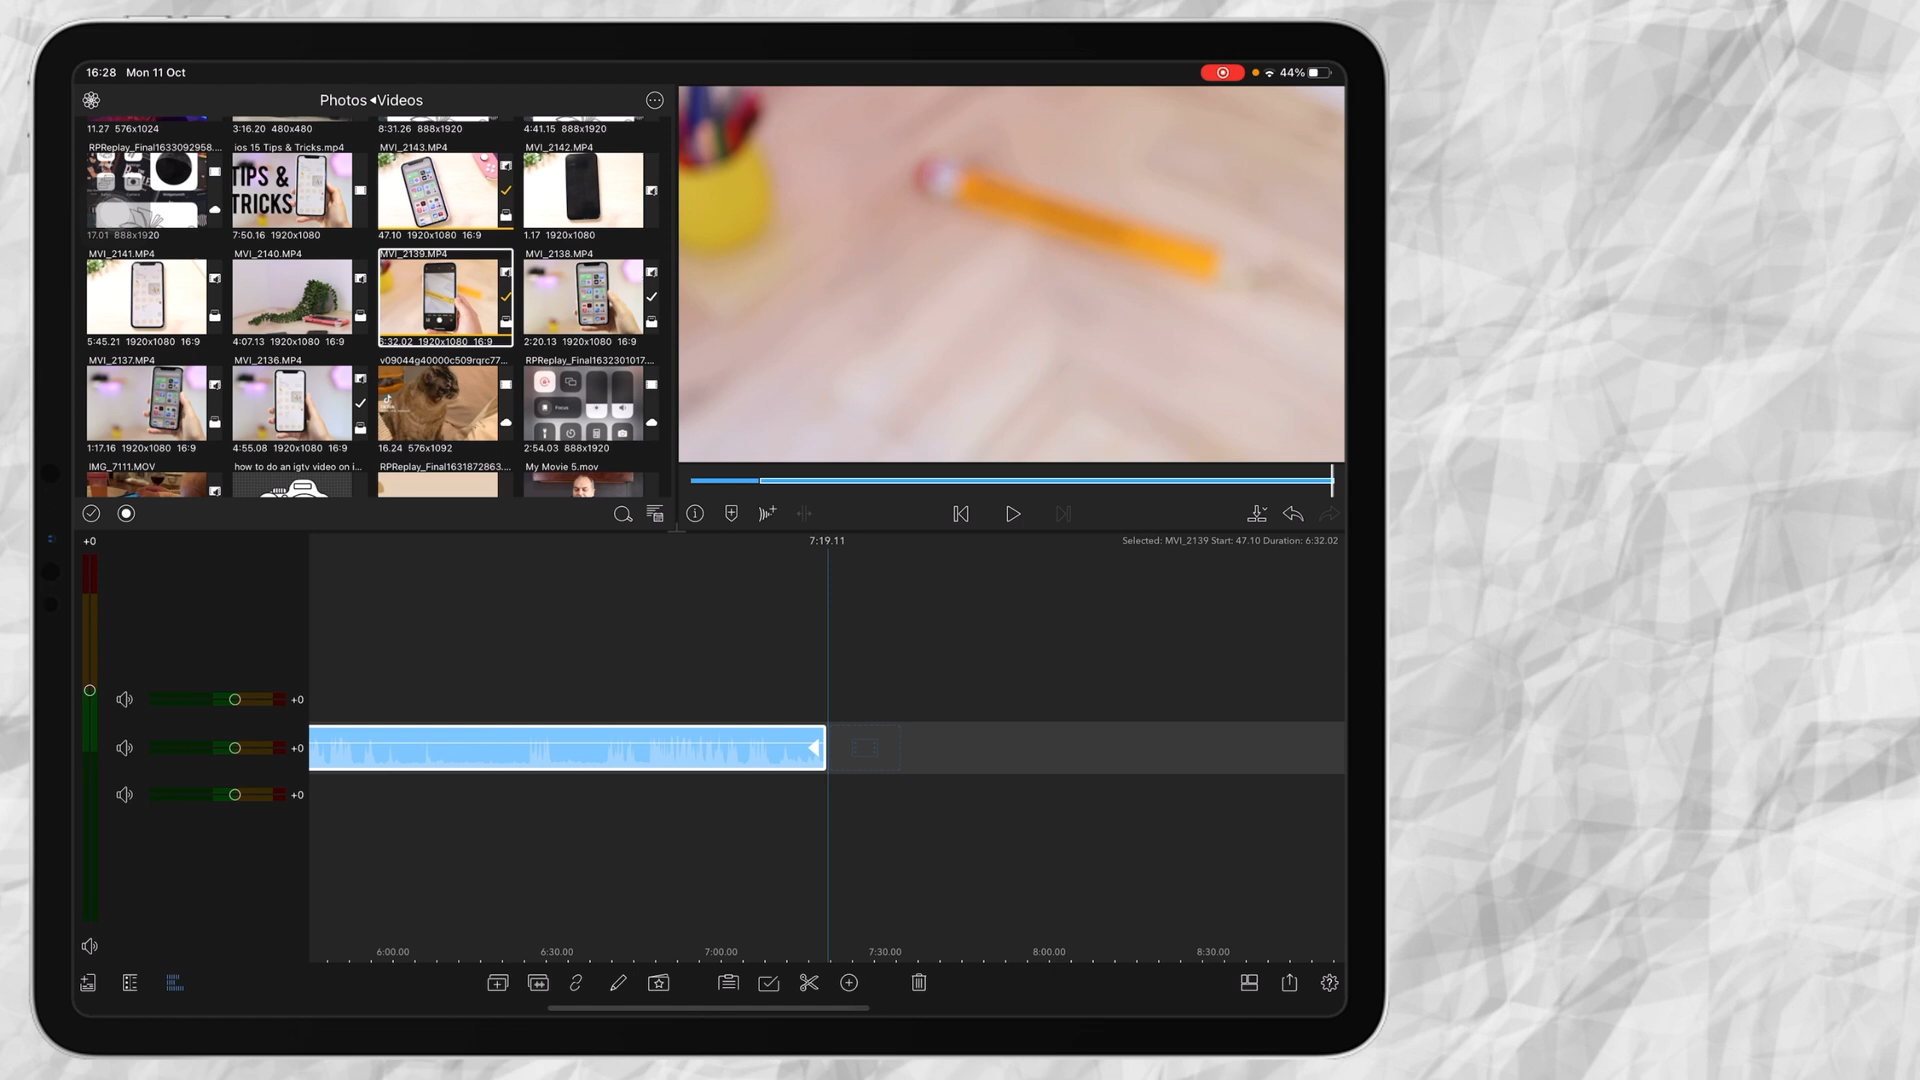 16:28 Mon 11 Oct
44%
Photos ◂Videos
11.27 576x1024
3:16.20 480x480
8:31.26 888x1920
4:41.15 888x1920
RPReplay_Final1633092958....
ios 15 Tips & Tricks.mp4
MVI_2143.MP4
MVI_2142.MP4
TIPS &
TRICKS
17.01 888x1920
7:50.16 1920x1080
47.10 1920x1080 16:9
1.17 1920x1080
MVI_2141.MP4
MVI_2140.MP4
MVI_2139.MP4
MVI_2138.MP4
5:45.21 1920x1080 16:9
4:07.13 1920x1080 16:9
6:32.02 1920x1080 16:9
2:20.13 1920x1080 16:9
MVI_2137.MP4
MVI_2136.MP4
v09044g40000c509rqrc77...
RPReplay_Final1632301017....
Focus
1:17.16 1920x1080 16:9
4:55.08 1920x1080 16:9
16.24 576x1092
2:54.03 888x1920
IMG_7111.MOV
how to do an igtv video on i...
RPReplay_Final1631872863....
My Movie 5.mov
+0
7:19.11
Selected: MVI_2139 Start: 47.10 Duration: 6:32.02
+0
+0
+0
6:00.00
6:30.00
7:00.00
7:30.00
8:00.00
8:30.00